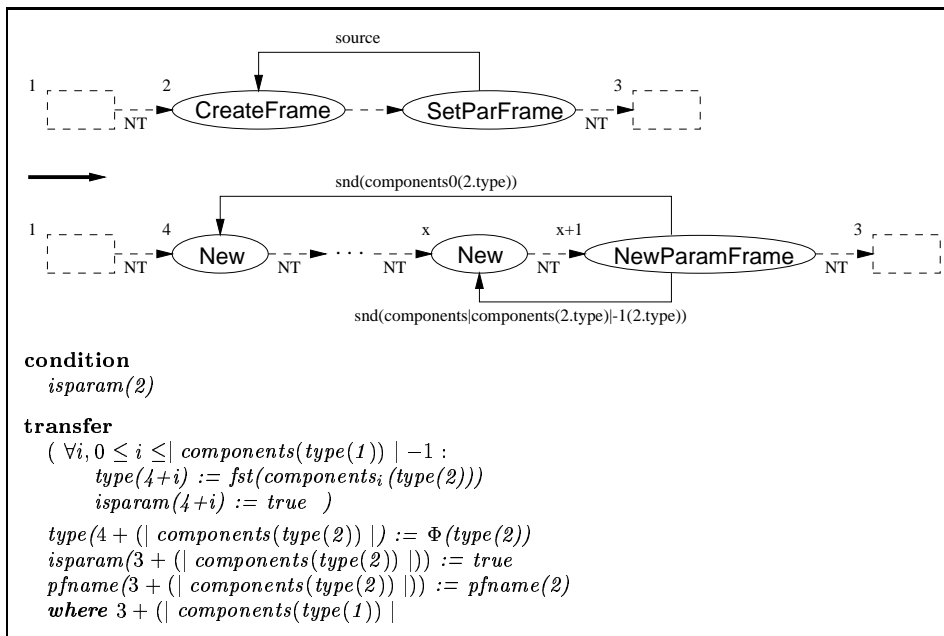 source
1 2 3
CreateFrame SetParFrame
NT NT
snd(components0(2.type))
1 4 x x+1 3
New · · · New NewParamFrame
NT NT NT NT NT
snd(components|components(2.type)|-1(2.type))
condition
isparam(2)
transfer
( ∀i, 0 ≤ i ≤| components(type(1)) | −1 :
type(4+i) := fst(componentsᵢ(type(2)))
isparam(4+i) := true )
type(4 + (| components(type(2)) |) := Φ(type(2))
isparam(3 + (| components(type(2)) |)) := true
pfname(3 + (| components(type(2)) |)) := pfname(2)
where 3 + (| components(type(1)) |